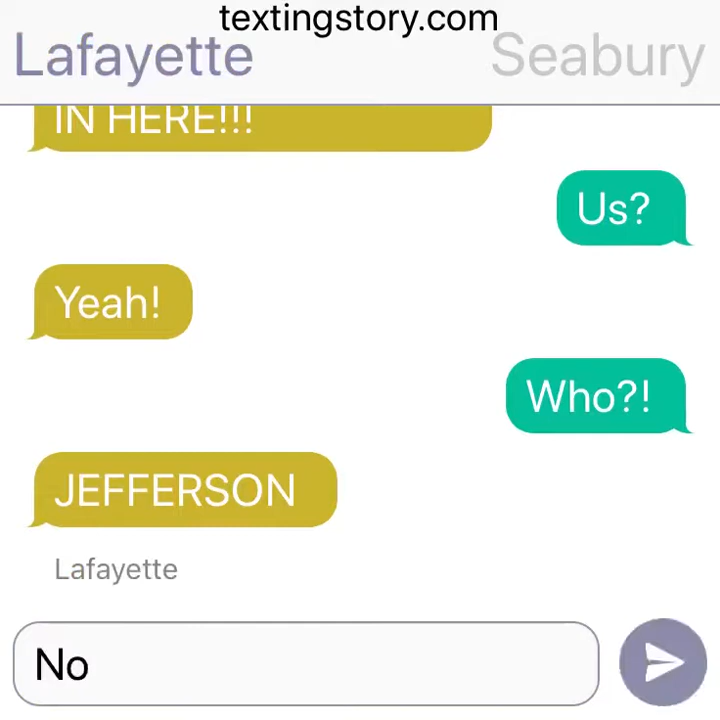 textingstory.com
Lafayette
Seabury
IN HERE!!!
Us?
Yeah!
Who?!
JEFFERSON
Lafayette
No